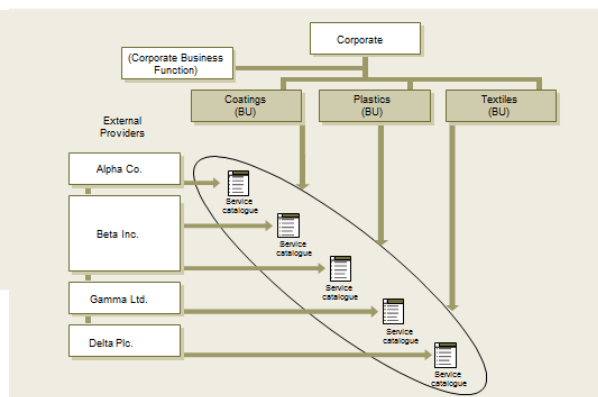 Corporate
(Corporate Business
Function)
Coatings
(BU)
Plastics
(BU)
Textiles
(BU)
External
Providers
Alpha Co.
Service
catalogue
Beta Inc.
Service
catalogue
Service
catalogue
Gamma Ltd.
Service
catalogue
Delta Plc.
Service
catalogue